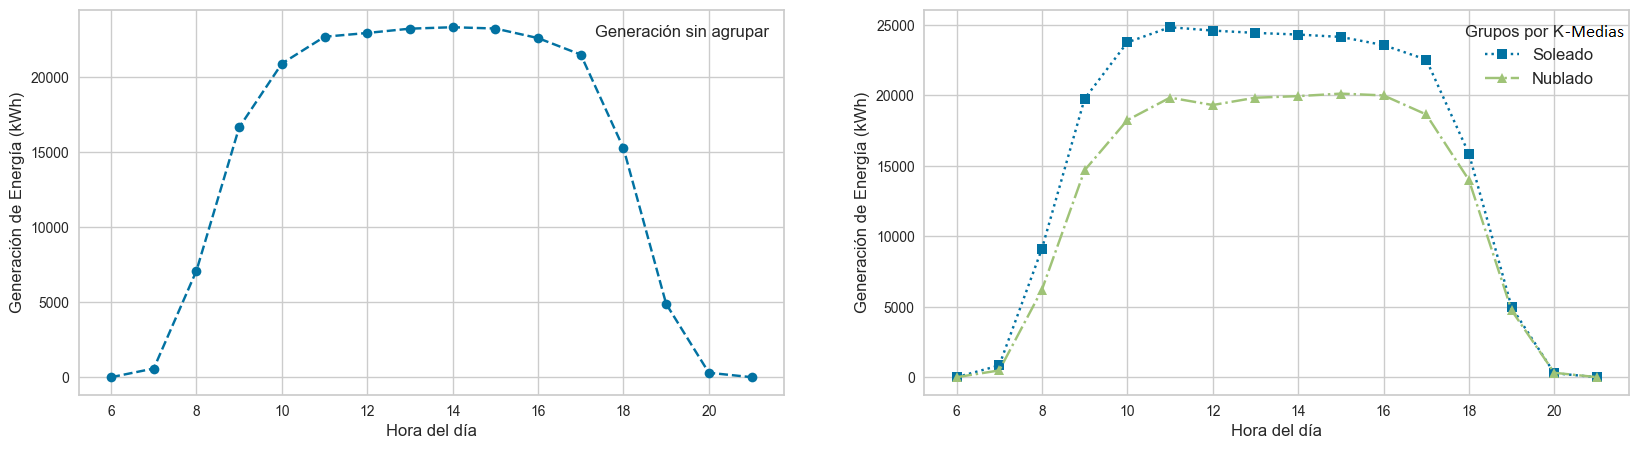 Generación sin agrupar
Generación de Energía (kWh)
20000
15000
10000
5000
0
6 8 10 12 14 16 18 20
Hora del día
Grupos por K-Medias
Soleado
Nublado
Generación de Energía (kWh)
25000
20000
15000
10000
5000
0
6 8 10 12 14 16 18 20
Hora del día